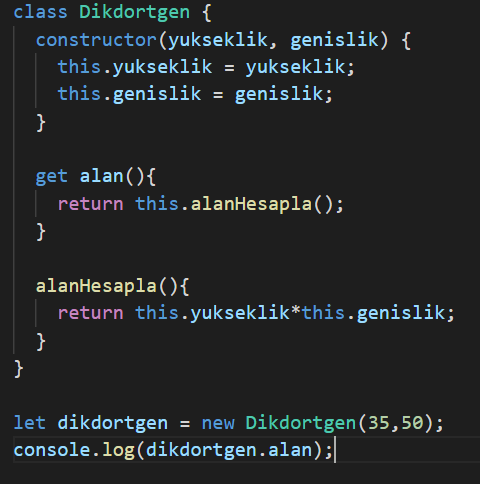 class Dikdortgen {
constructor(yukseklik, genislik) {
this.yukseklik = yukseklik;
this.genislik = genislik;
}
get alan(){
return this.alanHesapla();
}
alanHesapla(){
return this.yukseklik*this.genislik;
}
}
let dikdortgen = new Dikdortgen(35,50);
console.log(dikdortgen.alan);